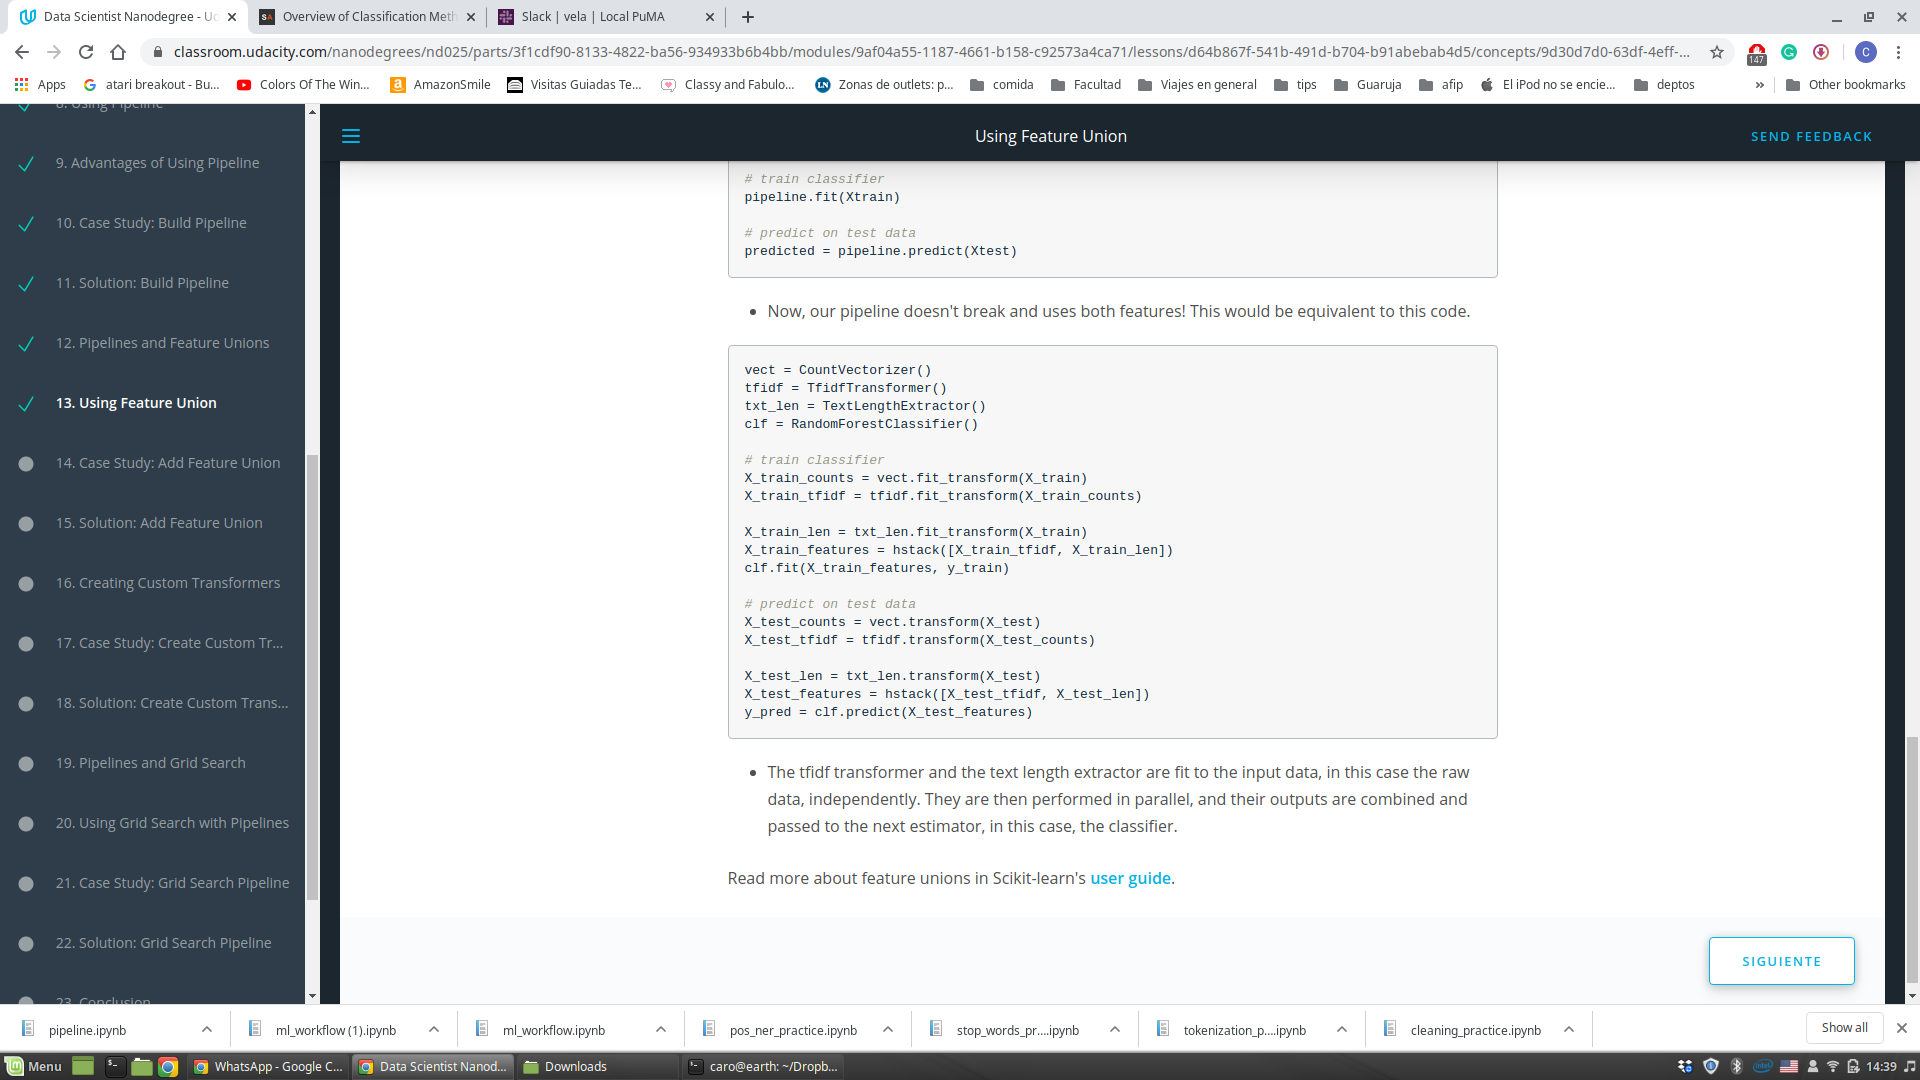 Data Scientist Nanodegree - Ud
Overview of Classification Meth
Slack | vela | Local PuMA
classroom.udacity.com/nanodegrees/nd025/parts/3f1cdf90-8133-4822-ba56-934933b6b4bb/modules/9af04a55-1187-4661-b158-c92573a4ca71/lessons/d64b867f-541b-491d-b704-b91abebab4d5/concepts/9d30d7d0-63df-4eff-...
147
C
Apps
atari breakout - Bu...
Colors Of The Win...
AmazonSmile
Visitas Guiadas Te...
Classy and Fabulo...
Zonas de outlets: p...
comida
Facultad
Viajes en general
tips
Guaruja
afip
El iPod no se encie...
deptos
»
Other bookmarks
8. Using Pipeline
9. Advantages of Using Pipeline
10. Case Study: Build Pipeline
11. Solution: Build Pipeline
12. Pipelines and Feature Unions
13. Using Feature Union
14. Case Study: Add Feature Union
15. Solution: Add Feature Union
16. Creating Custom Transformers
17. Case Study: Create Custom Tr...
18. Solution: Create Custom Trans...
19. Pipelines and Grid Search
20. Using Grid Search with Pipelines
21. Case Study: Grid Search Pipeline
22. Solution: Grid Search Pipeline
23. Conclusion
Using Feature Union
SEND FEEDBACK
# train classifier
pipeline.fit(Xtrain)
# predict on test data
predicted = pipeline.predict(Xtest)
• Now, our pipeline doesn't break and uses both features! This would be equivalent to this code.
vect = CountVectorizer()
tfidf = TfidfTransformer()
txt_len = TextLengthExtractor()
clf = RandomForestClassifier()
# train classifier
X_train_counts = vect.fit_transform(X_train)
X_train_tfidf = tfidf.fit_transform(X_train_counts)
X_train_len = txt_len.fit_transform(X_train)
X_train_features = hstack([X_train_tfidf, X_train_len])
clf.fit(X_train_features, y_train)
# predict on test data
X_test_counts = vect.transform(X_test)
X_test_tfidf = tfidf.transform(X_test_counts)
X_test_len = txt_len.transform(X_test)
X_test_features = hstack([X_test_tfidf, X_test_len])
y_pred = clf.predict(X_test_features)
• The tfidf transformer and the text length extractor are fit to the input data, in this case the raw
data, independently. They are then performed in parallel, and their outputs are combined and
passed to the next estimator, in this case, the classifier.
Read more about feature unions in Scikit-learn's user guide.
SIGUIENTE
pipeline.ipynb
ml_workflow (1).ipynb
ml_workflow.ipynb
pos_ner_practice.ipynb
stop_words_pr....ipynb
tokenization_p....ipynb
cleaning_practice.ipynb
Show all
Menu
WhatsApp - Google C...
Data Scientist Nanod...
Downloads
caro@earth: ~/Dropb...
14:39